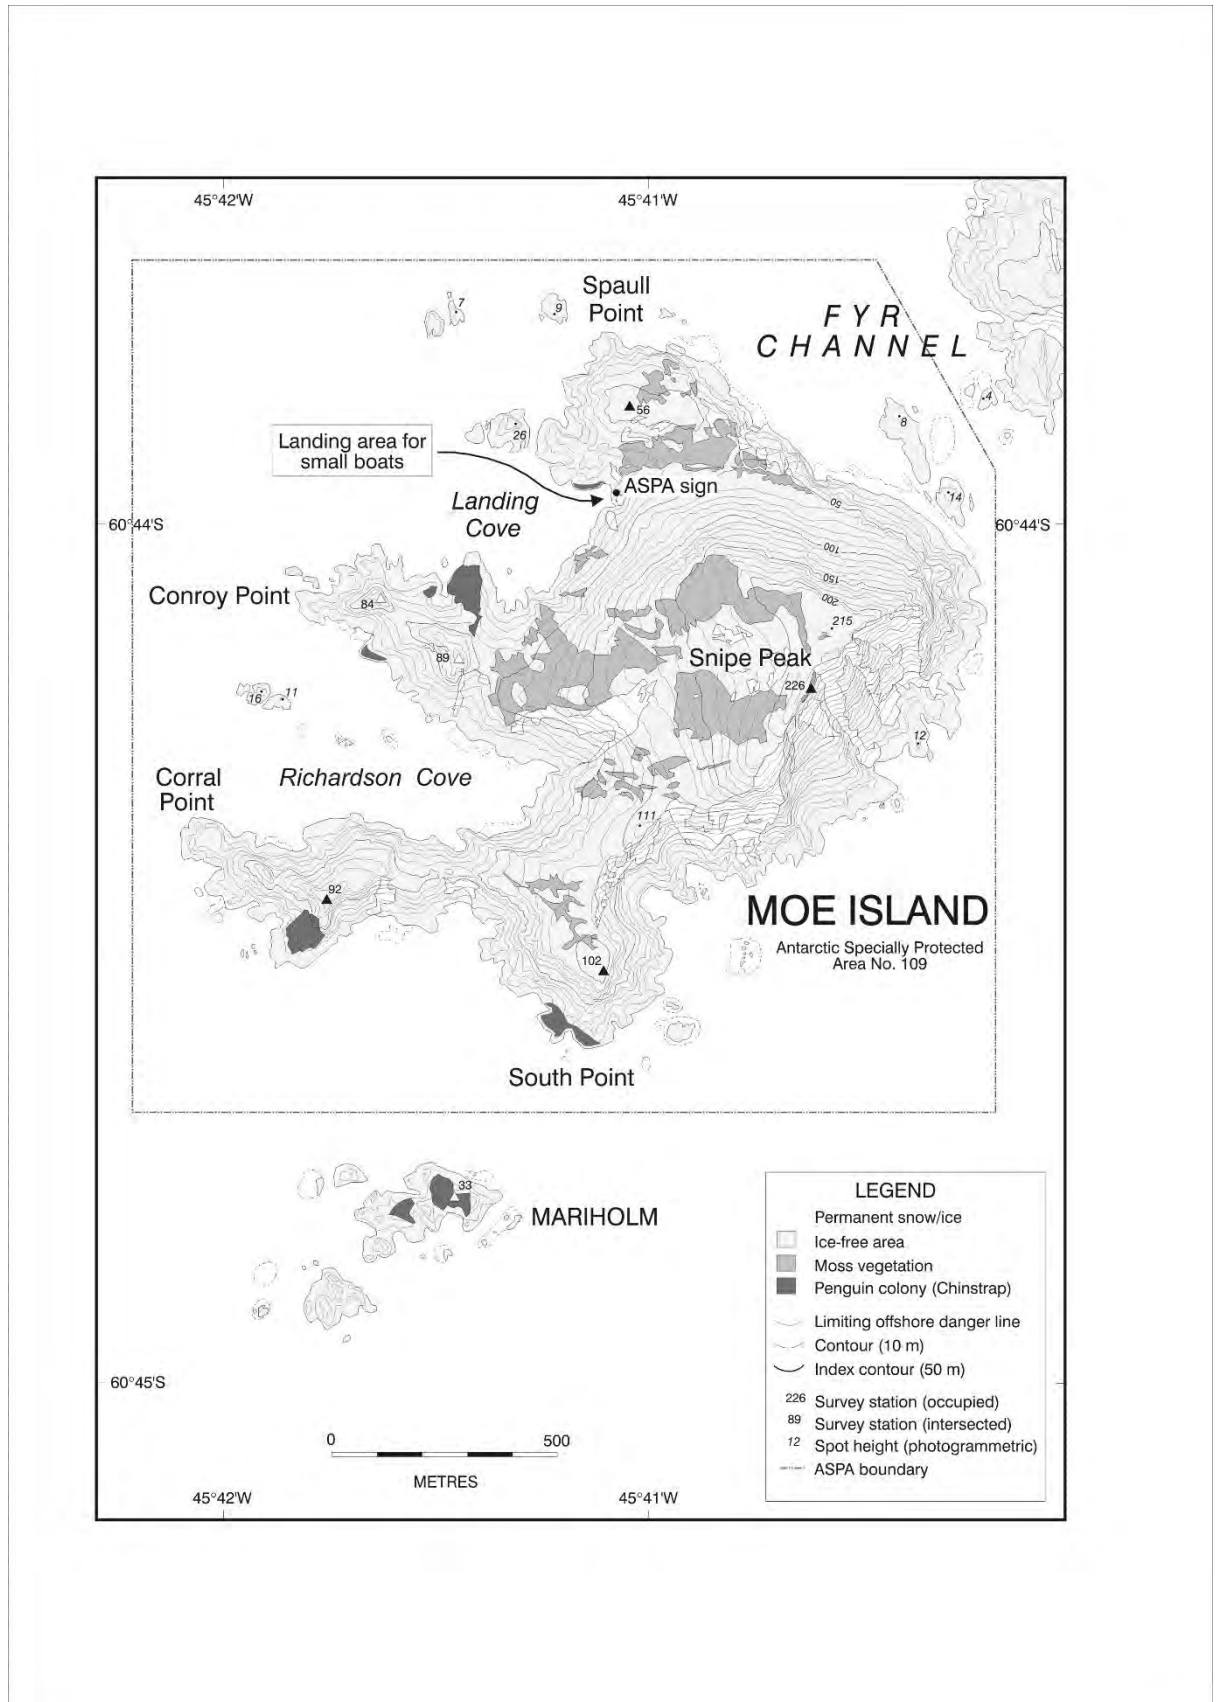 45°42'W
45°41'W
Spaull
Point
7
9
FYR
CHANNEL
4
8
56
26
Landing area for
small boats
ASPA sign
14
Landing
Cove
50
60°44'S
60°44'S
100
150
200
Conroy Point
84
215
89
Snipe Peak
226
16
11
12
Corral
Point
Richardson Cove
111
92
MOE ISLAND
Antarctic Specially Protected
Area No. 109
102
South Point
33
MARIHOLM
LEGEND
Permanent snow/ice
Ice-free area
Moss vegetation
Penguin colony (Chinstrap)
Limiting offshore danger line
Contour (10 m)
Index contour (50 m)
226 Survey station (occupied)
89 Survey station (intersected)
12 Spot height (photogrammetric)
ASPA boundary
60°45'S
0
500
METRES
45°42'W
45°41'W